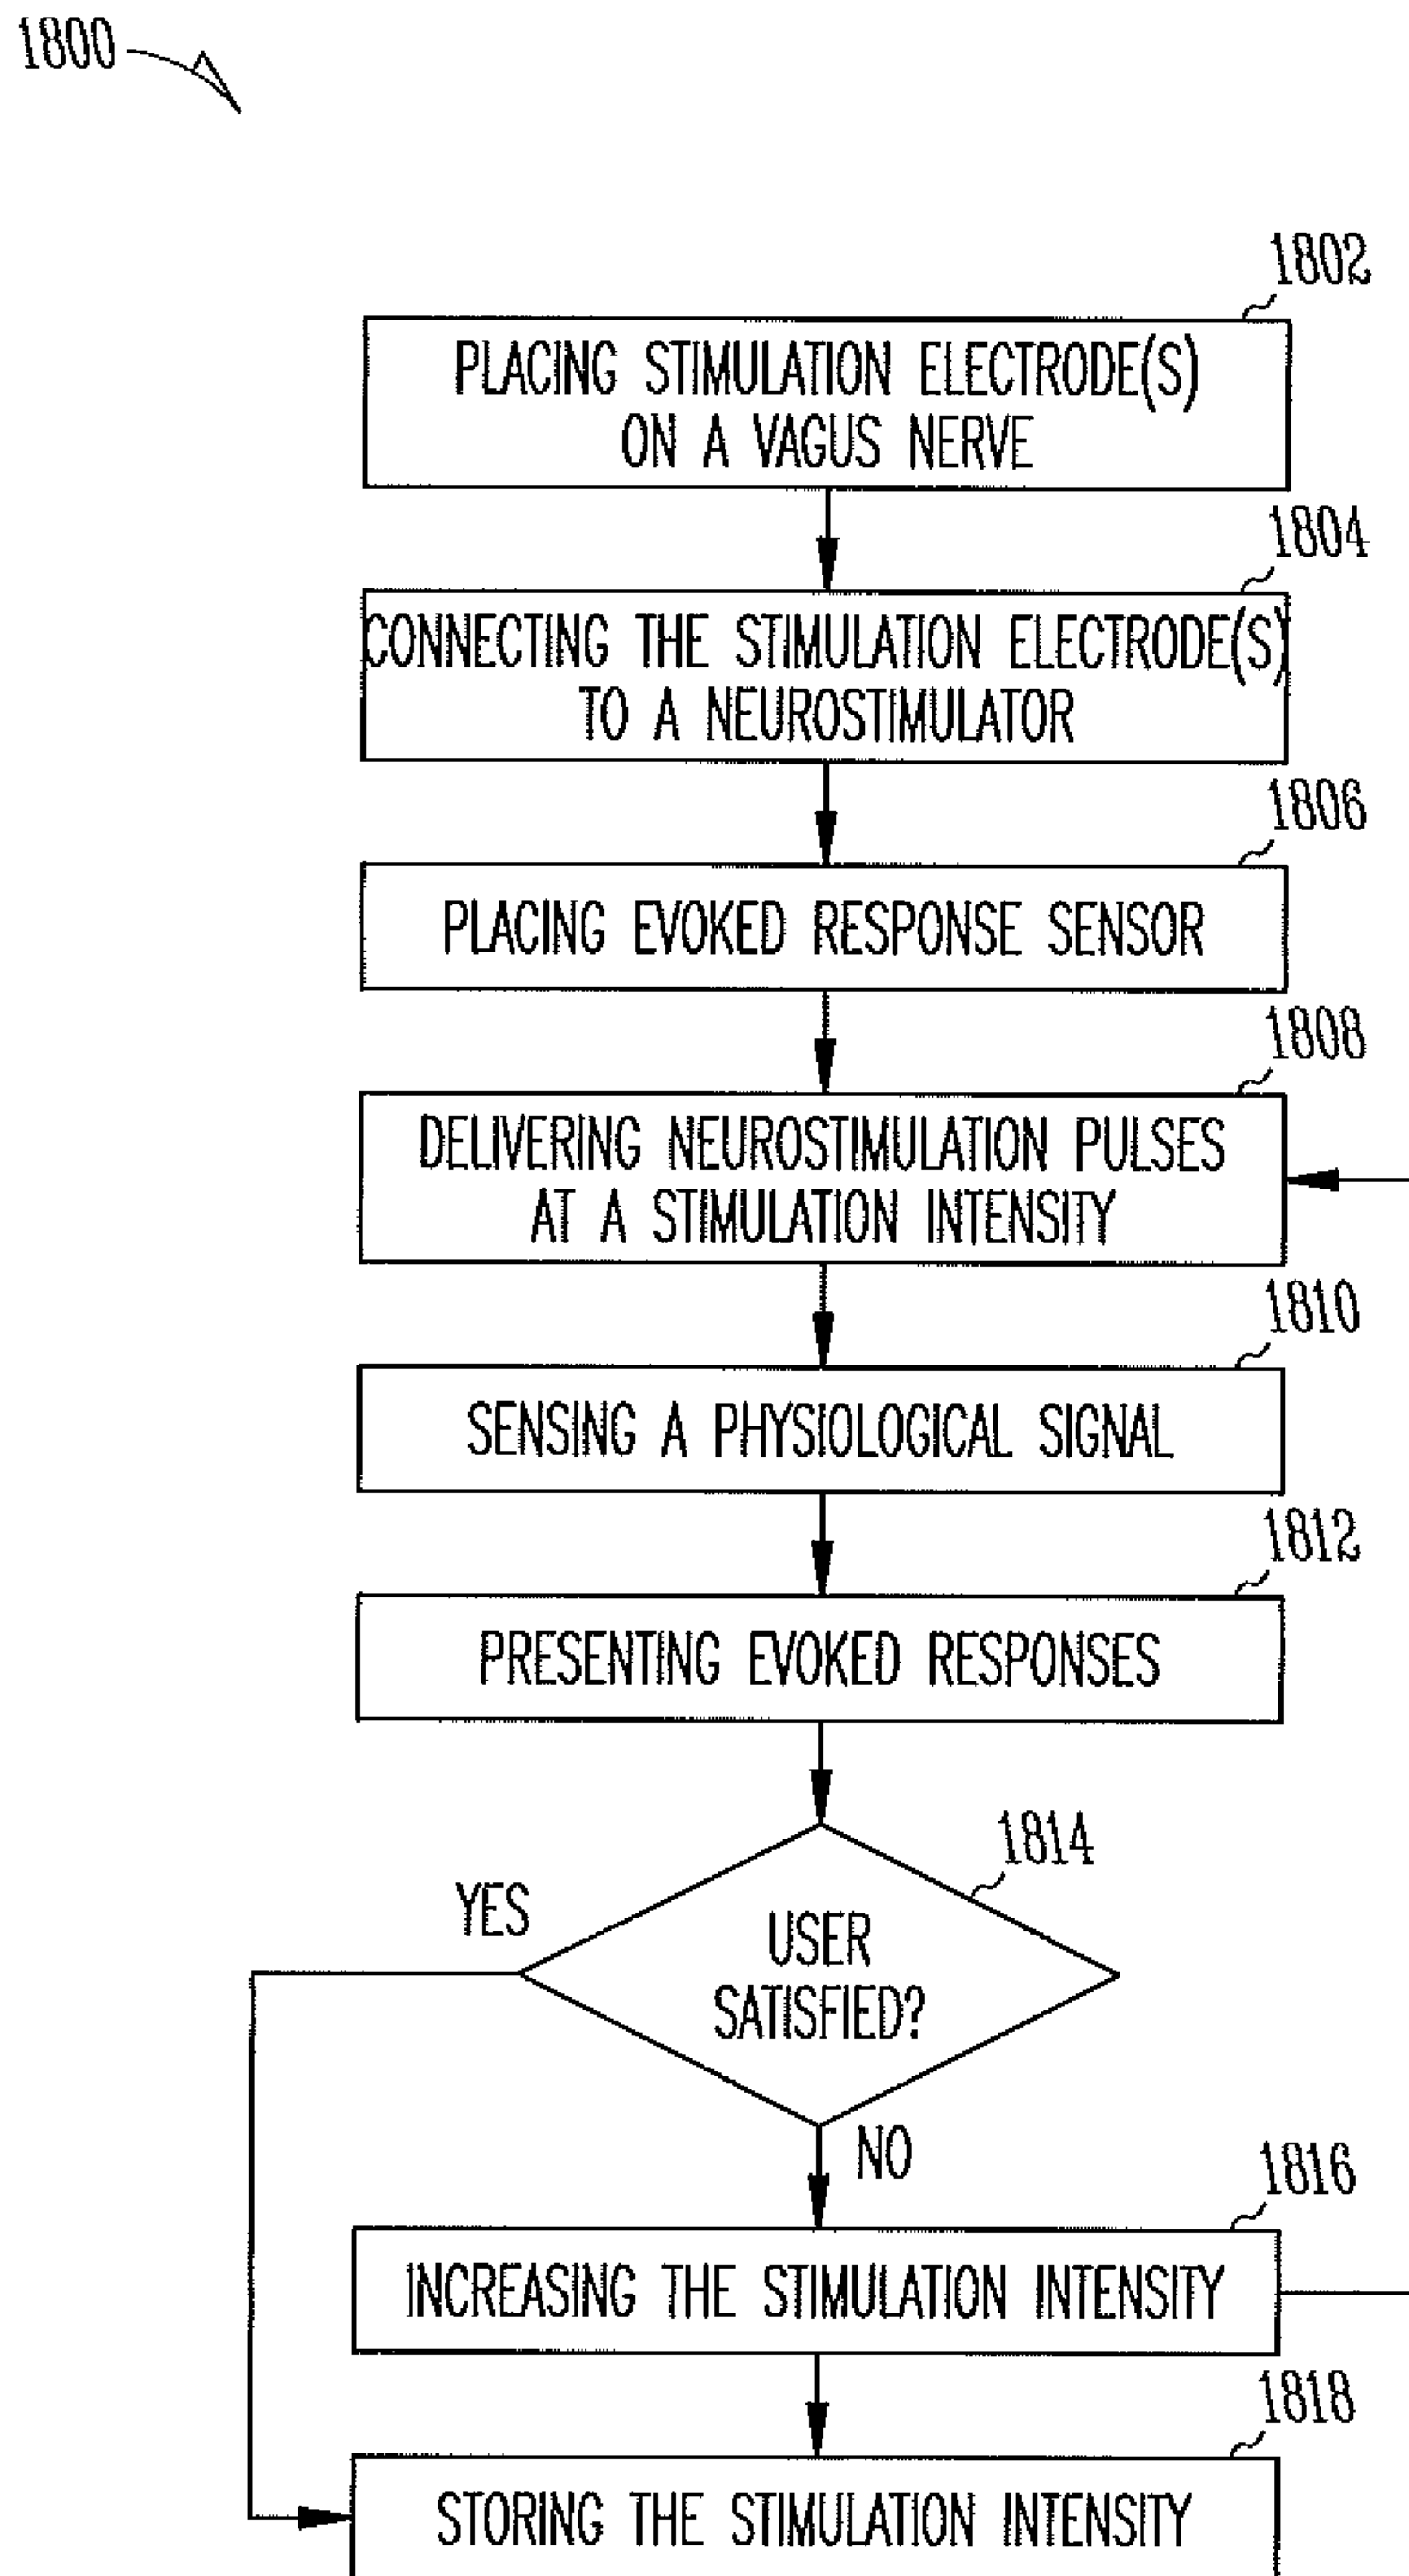 1800
1802
PLACING STIMULATION ELECTRODE(S)
ON A VAGUS NERVE
1804
CONNECTING THE STIMULATION ELECTRODE(S)
TO A NEUROSTIMULATOR
1806
PLACING EVOKED RESPONSE SENSOR
1808
DELIVERING NEUROSTIMULATION PULSES
AT A STIMULATION INTENSITY
1810
SENSING A PHYSIOLOGICAL SIGNAL
1812
PRESENTING EVOKED RESPONSES
1814
YES
USER
SATISFIED?
NO
1816
INCREASING THE STIMULATION INTENSITY
1818
STORING THE STIMULATION INTENSITY